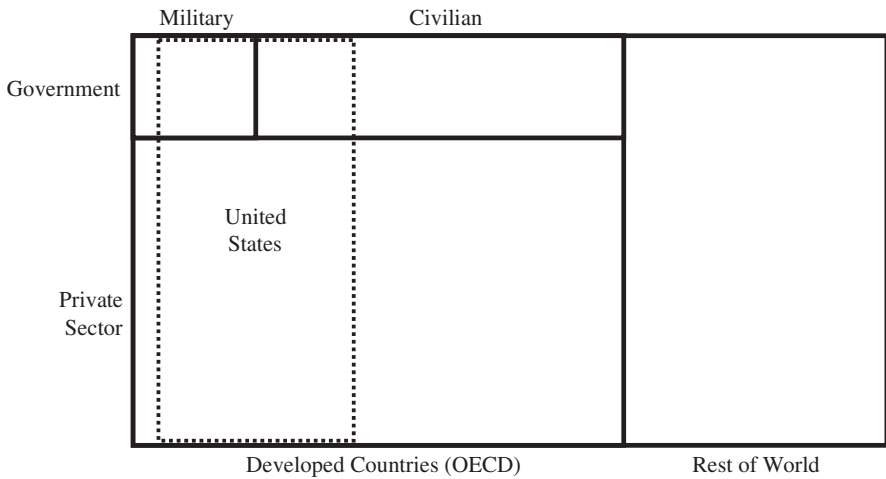 Military Civilian
Government
United
States
Private
Sector
Developed Countries (OECD) Rest of World